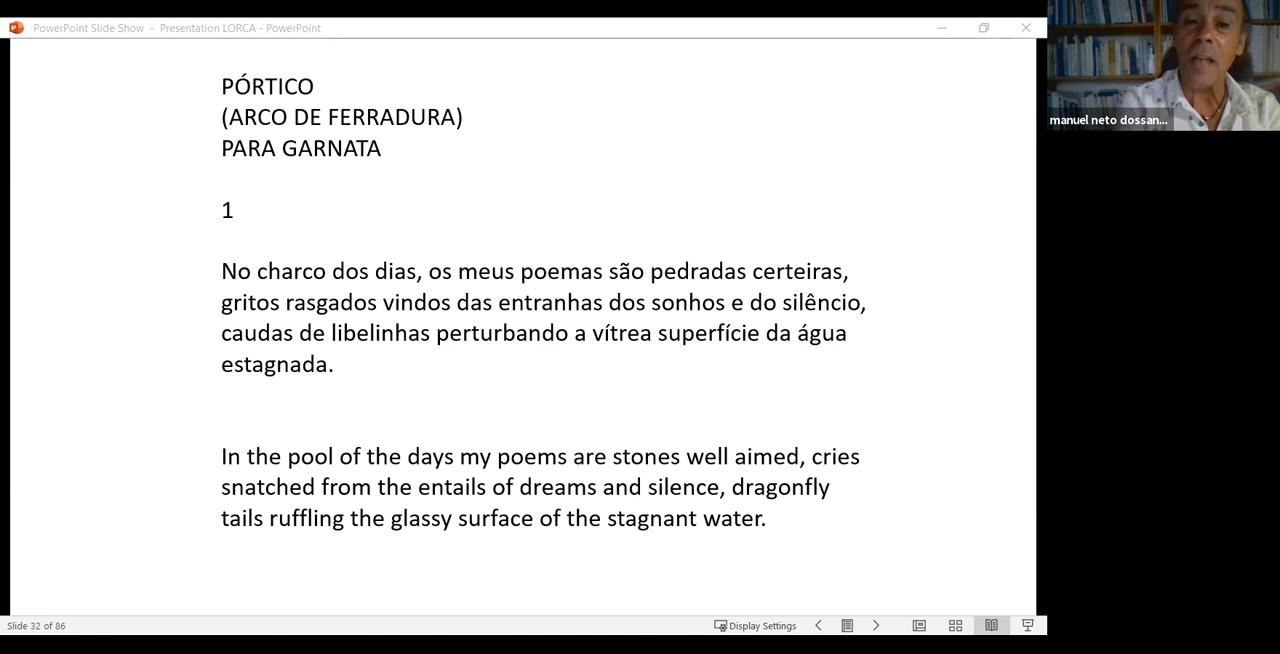 PowerPoint Slide Show - Presentation LORCA - PowerPoint
PÓRTICO
(ARCO DE FERRADURA)
PARA GARNATA
1
No charco dos dias, os meus poemas são pedradas certeiras,
gritos rasgados vindos das entranhas dos sonhos e do silêncio,
caudas de libelinhas perturbando a vítrea superfície da água
estagnada.
In the pool of the days my poems are stones well aimed, cries
snatched from the entails of dreams and silence, dragonfly
tails ruffling the glassy surface of the stagnant water.
manuel neto dossan...
Slide 32 of 86
Display Settings